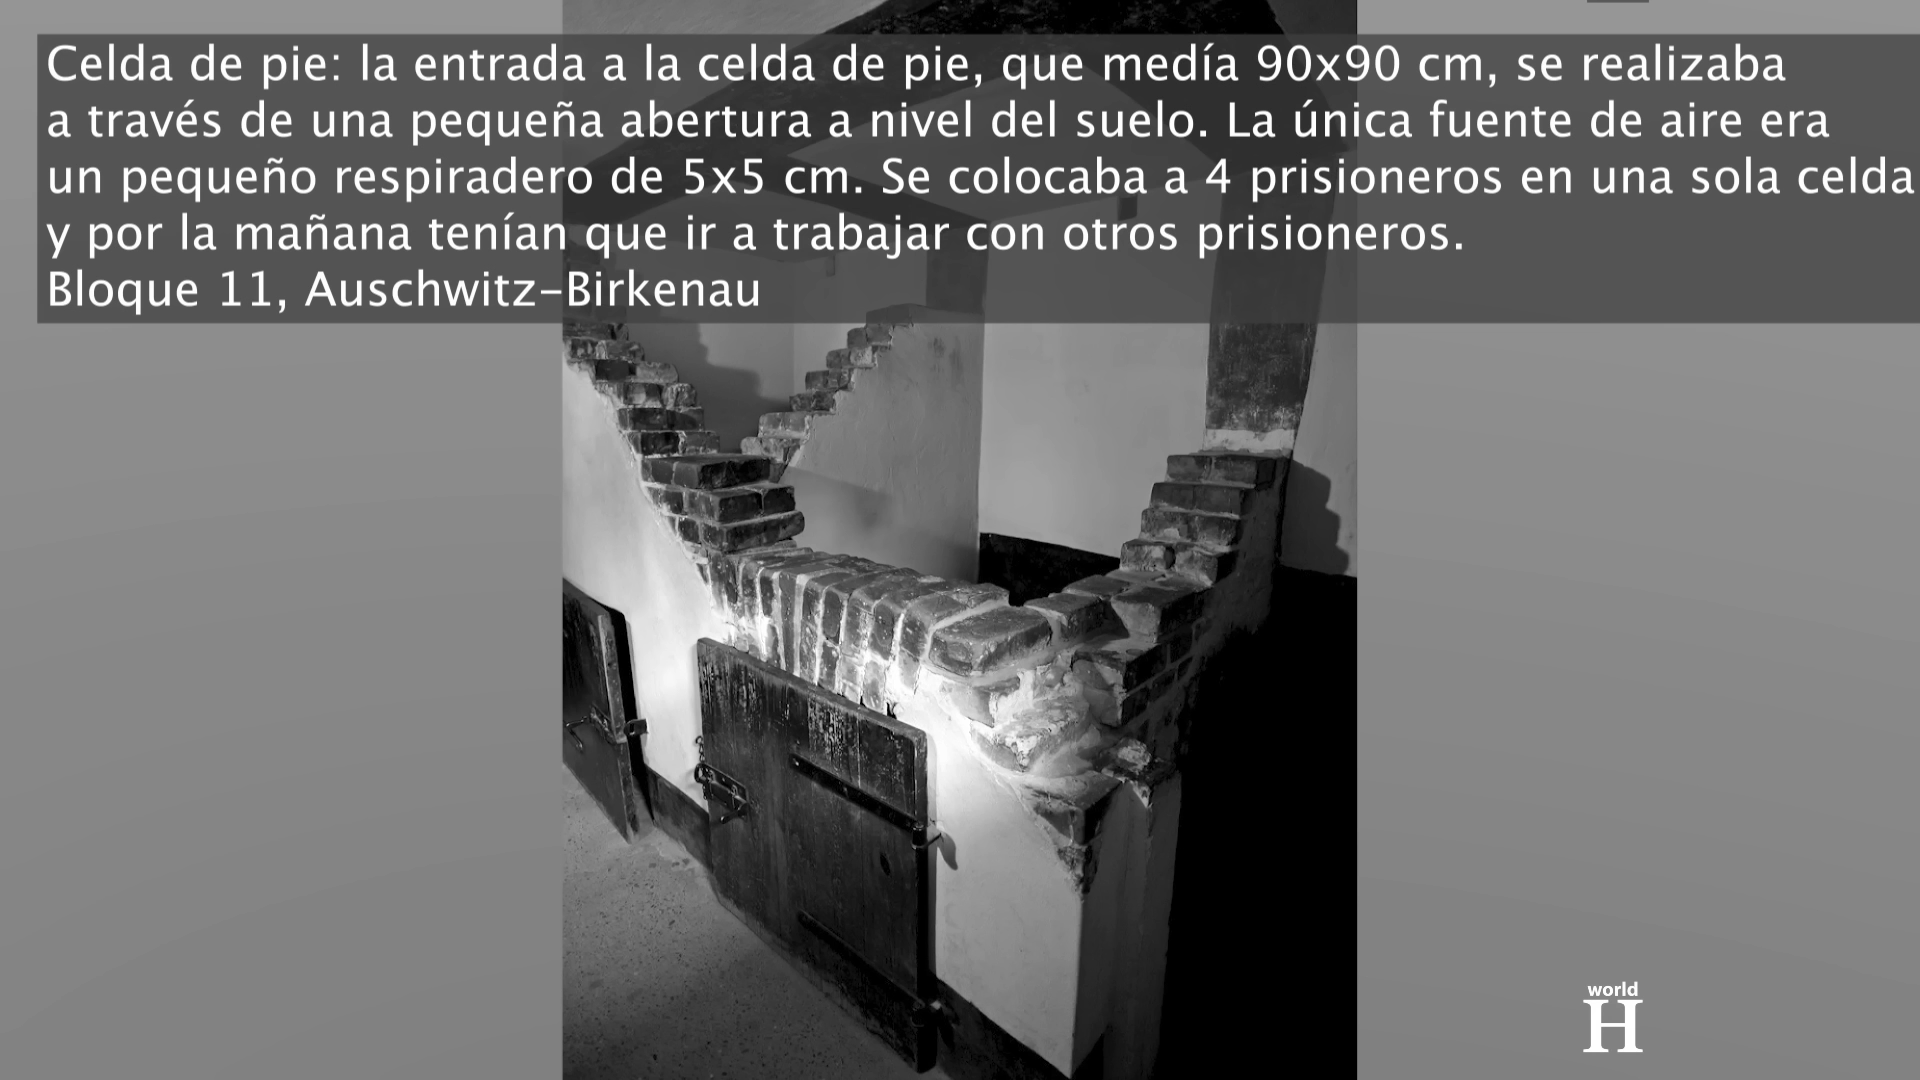 Celda de pie: la entrada a la celda de pie, que medía 90x90 cm, se realizaba
a través de una pequeña abertura a nivel del suelo. La única fuente de aire era
un pequeño respiradero de 5x5 cm. Se colocaba a 4 prisioneros en una sola celda
y por la mañana tenían que ir a trabajar con otros prisioneros.
Bloque 11, Auschwitz-Birkenau
world
H